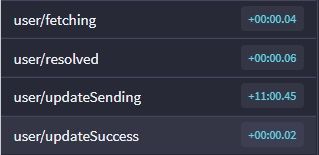 user/fetching +00:00.04
user/resolved +00:00.06
user/updateSending +11:00.45
user/updateSuccess +00:00.02